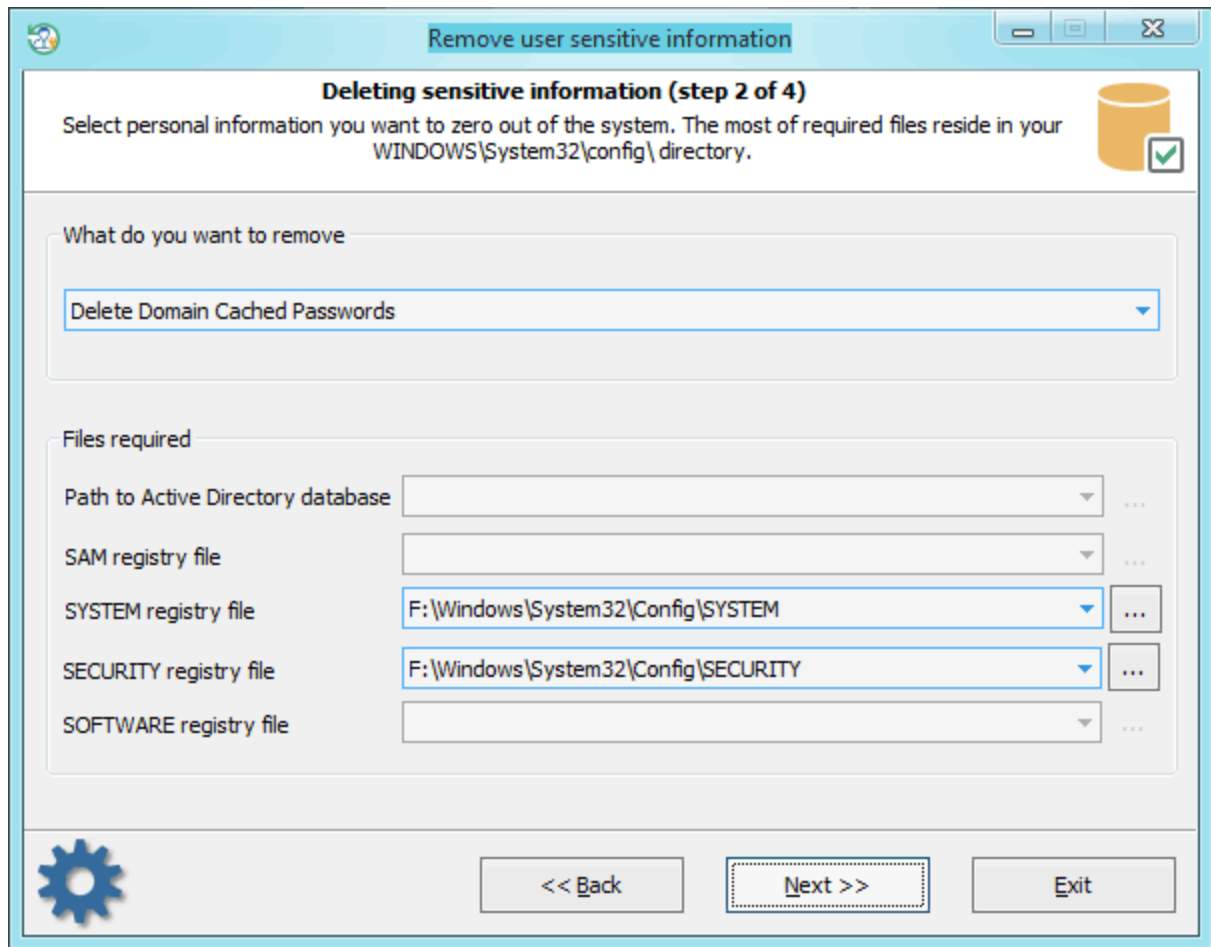 Remove user sensitive information
Deleting sensitive information (step 2 of 4)
Select personal information you want to zero out of the system. The most of required files reside in your
WINDOWS\System32\config\ directory.
What do you want to remove
Delete Domain Cached Passwords
Files required
Path to Active Directory database
...
SAM registry file
...
SYSTEM registry file
F:\Windows\System32\Config\SYSTEM
...
SECURITY registry file
F:\Windows\System32\Config\SECURITY
...
SOFTWARE registry file
...
<< Back
Next >>
Exit